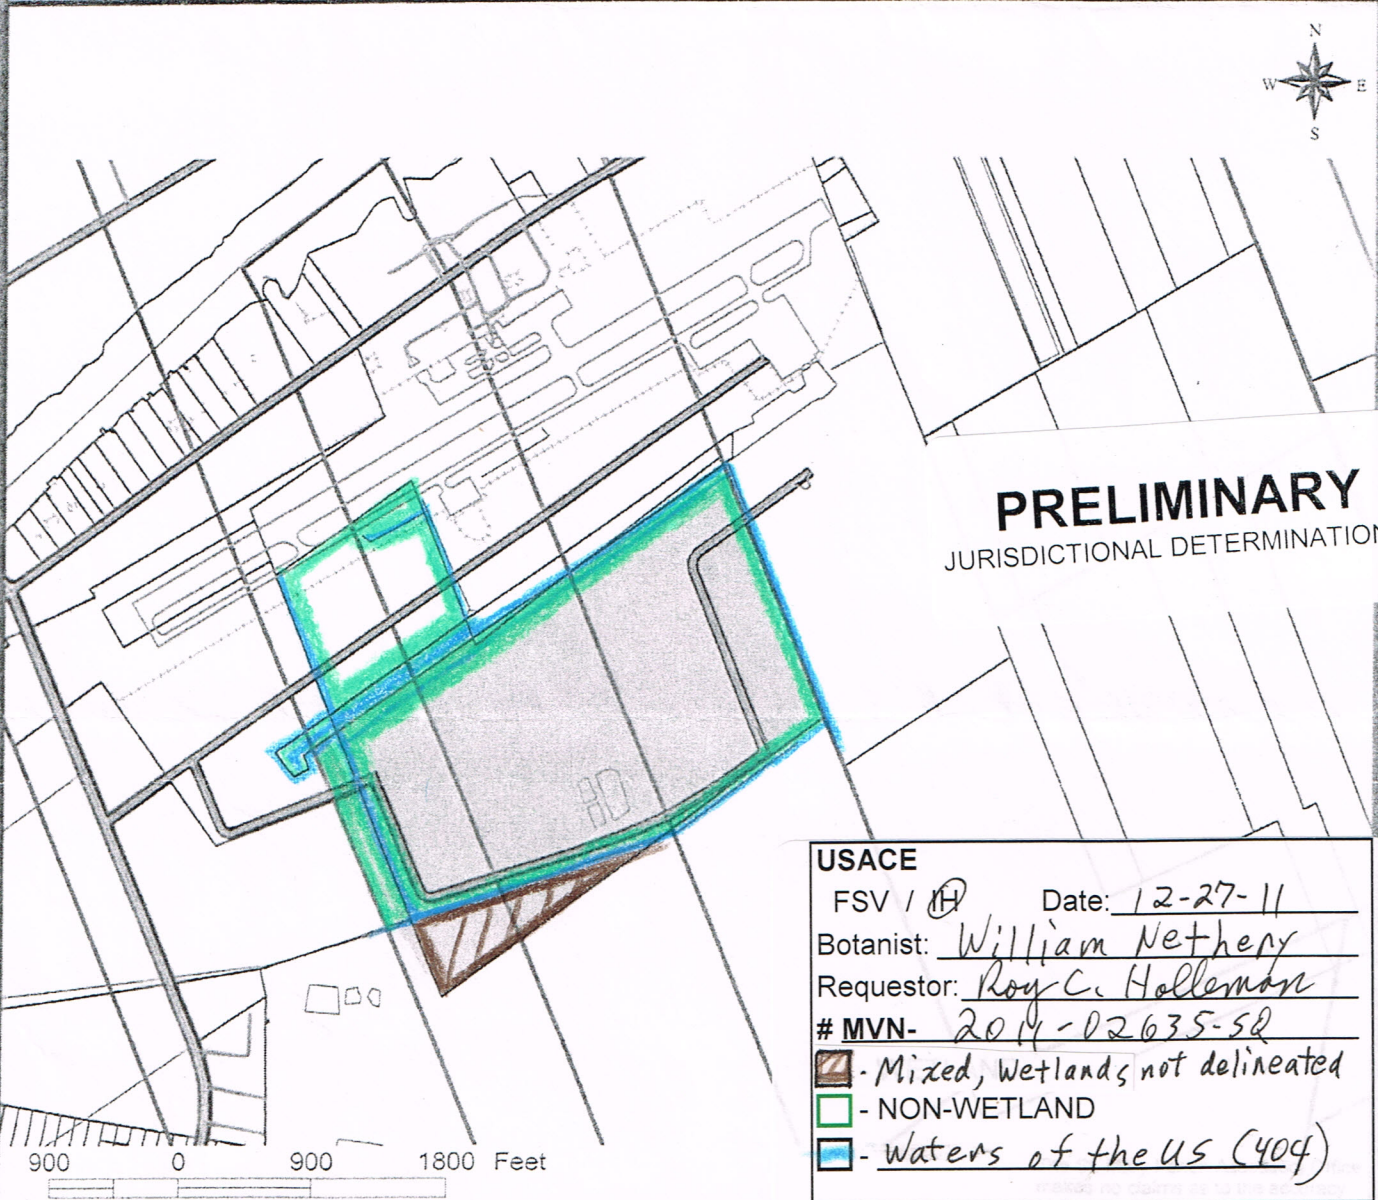 N
W E
S
PRELIMINARY
JURISDICTIONAL DETERMINATION
USACE
FSV / IH Date: 12-27-11
Botanist: William Nethery
Requestor: Roy C. Holleman
# MVN- 2011-02635-SQ
- Mixed, Wetlands not delineated
- NON-WETLAND
- Waters of the US (404)
900 0 900 1800 Feet